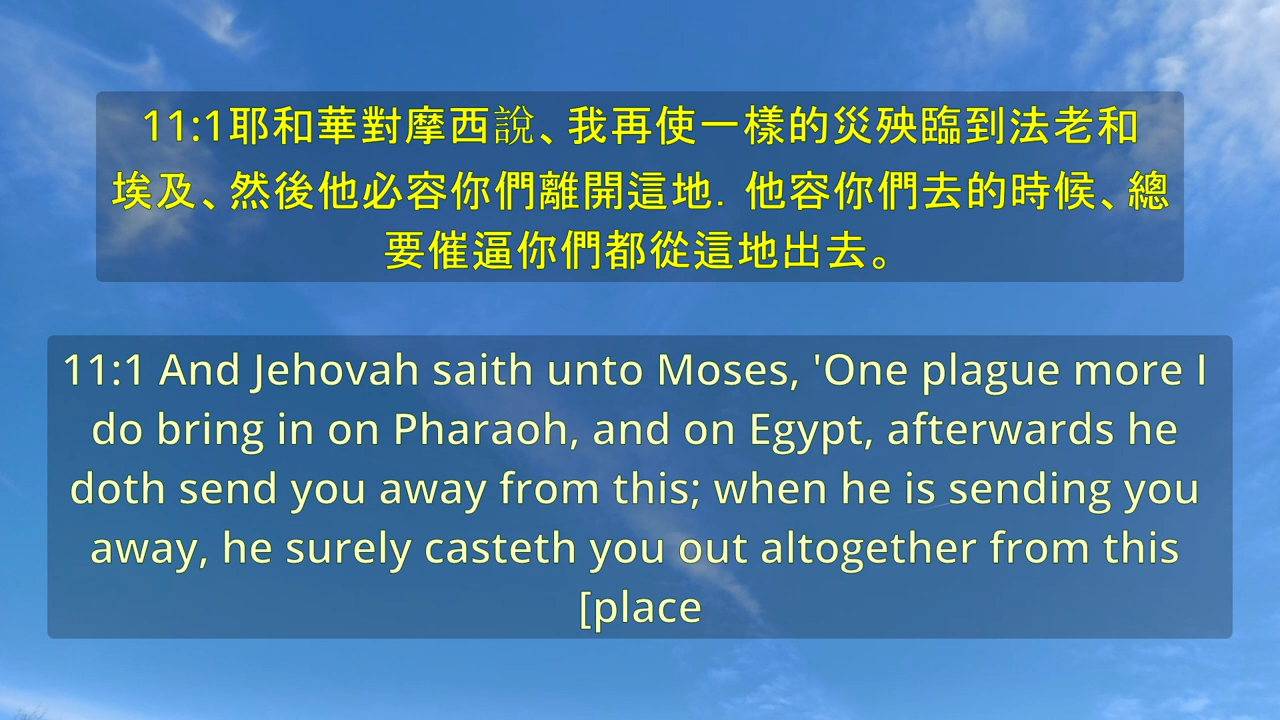 11:1耶和華對摩西說、我再使一樣的災殃臨到法老和
埃及、然後他必容你們離開這地．他容你們去的時候、總
要催逼你們都從這地出去。
11:1 And Jehovah saith unto Moses, 'One plague more I
do bring in on Pharaoh, and on Egypt, afterwards he
doth send you away from this; when he is sending you
away, he surely casteth you out altogether from this
[place